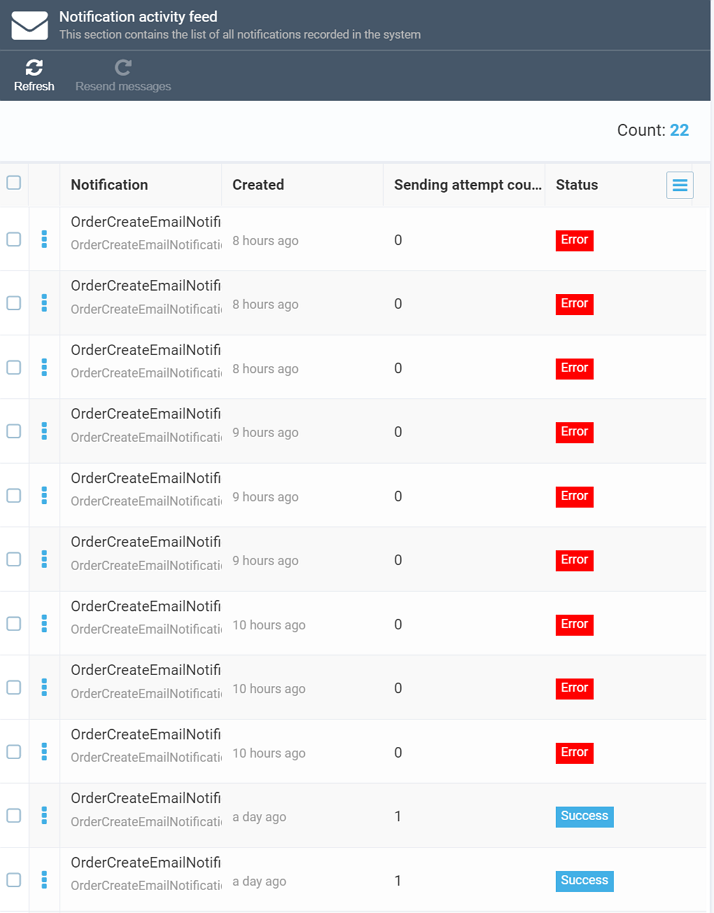 Notification activity feed
This section contains the list of all notifications recorded in the system
Refresh Resend messages
Count: 22
Notification Created Sending attempt cou... Status
OrderCreateEmailNotifi
OrderCreateEmailNotificati 8 hours ago 0 Error
OrderCreateEmailNotifi
OrderCreateEmailNotificati 8 hours ago 0 Error
OrderCreateEmailNotifi
OrderCreateEmailNotificati 8 hours ago 0 Error
OrderCreateEmailNotifi
OrderCreateEmailNotificati 9 hours ago 0 Error
OrderCreateEmailNotifi
OrderCreateEmailNotificati 9 hours ago 0 Error
OrderCreateEmailNotifi
OrderCreateEmailNotificati 9 hours ago 0 Error
OrderCreateEmailNotifi
OrderCreateEmailNotificati 10 hours ago 0 Error
OrderCreateEmailNotifi
OrderCreateEmailNotificati 10 hours ago 0 Error
OrderCreateEmailNotifi
OrderCreateEmailNotificati 10 hours ago 0 Error
OrderCreateEmailNotifi
OrderCreateEmailNotificati a day ago 1 Success
OrderCreateEmailNotifi
OrderCreateEmailNotificati a day ago 1 Success